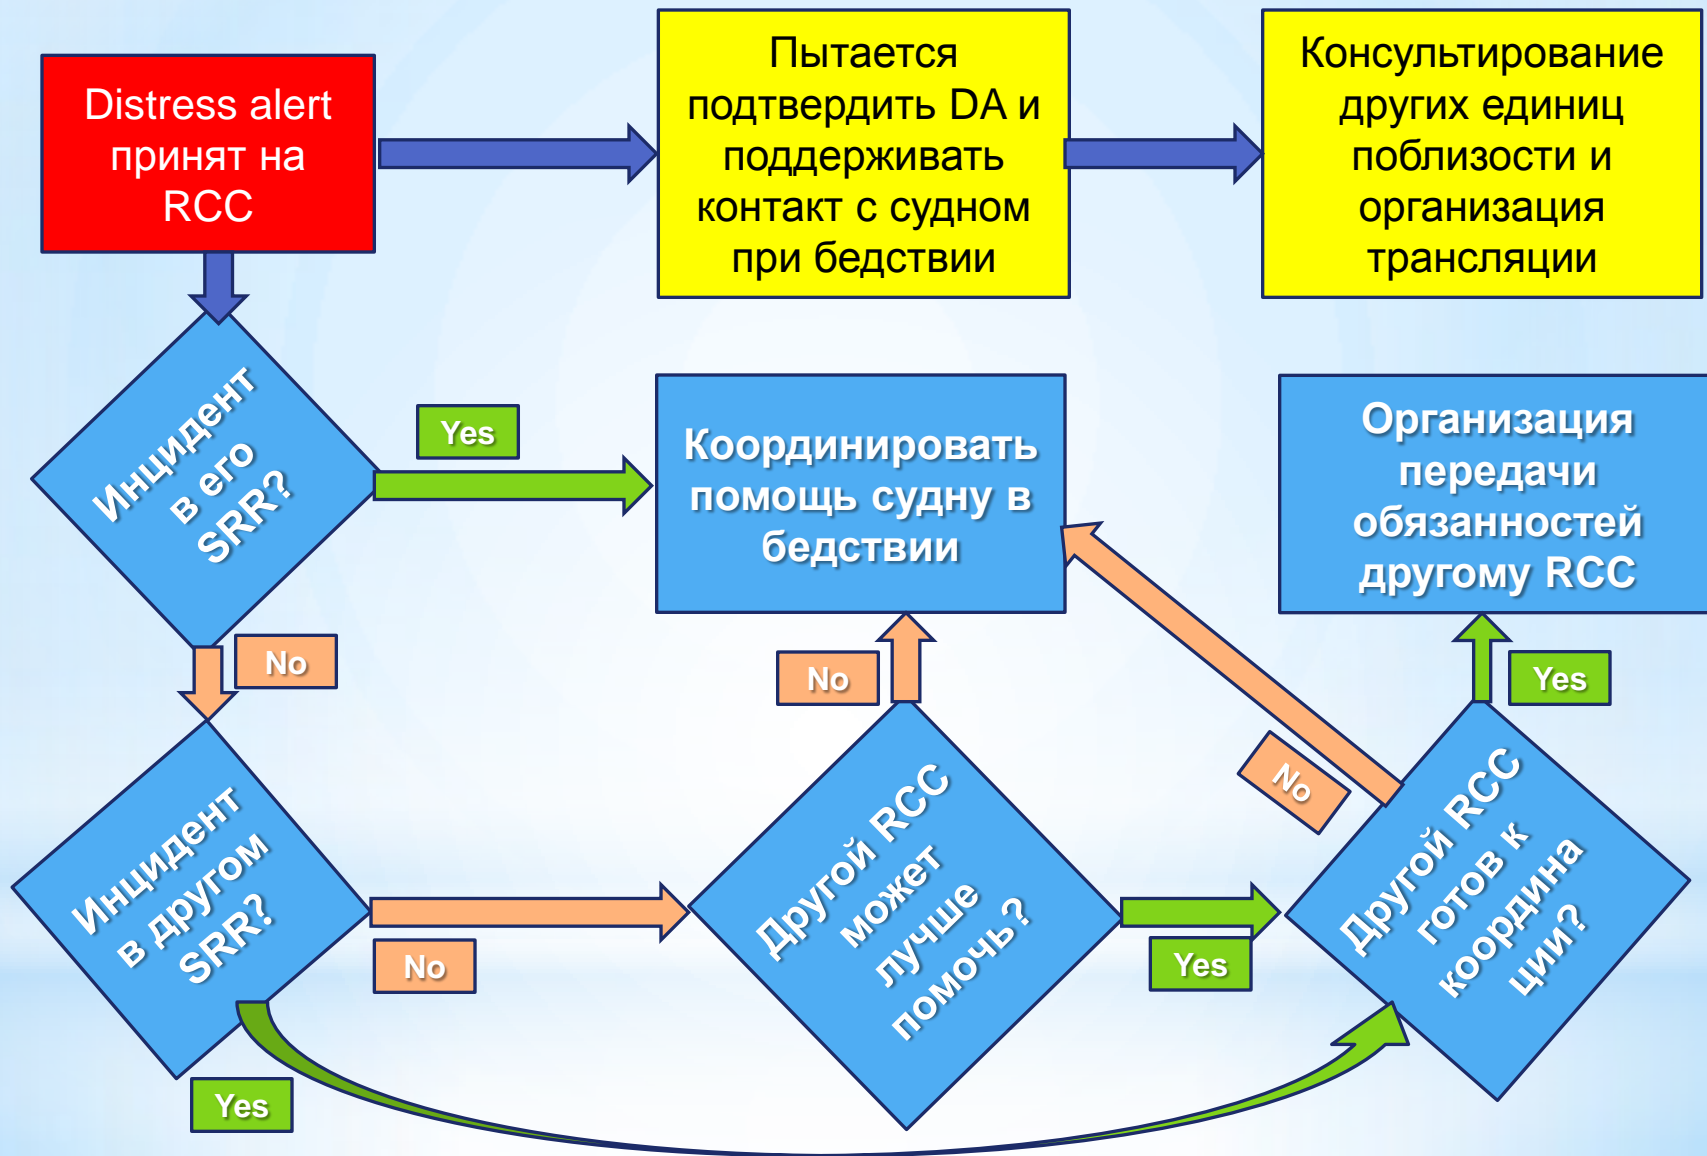 Distress alert
принят на
RCC
Пытается
подтвердить DA и
поддерживать
контакт с судном
при бедствии
Консультирование
других единиц
поблизости и
организация
трансляции
Инцидент
в его
SRR?
Yes
Координировать
помощь судну в
бедствии
Организация
передачи
обязанностей
другому RCC
No
No
Yes
Инцидент
в другом
SRR?
No
Другой RCC
может
лучше
помочь?
Yes
No
Другой RCC
готов к
координа
ции?
Yes